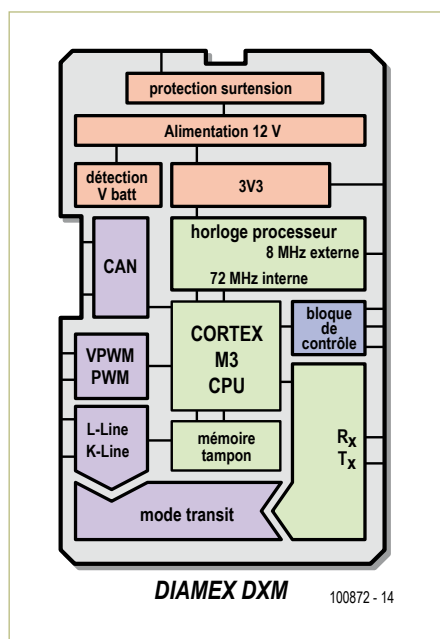 protection surtension
Alimentation 12 V
détection
V batt
3V3
CAN
horloge processeur
8 MHz externe
72 MHz interne
VPWM
PWM
CORTEX
M3
CPU
bloque
de
contrôle
L-Line
K-Line
mémoire
tampon
Rx
Tx
mode transit
DIAMEX DXM
100872 - 14